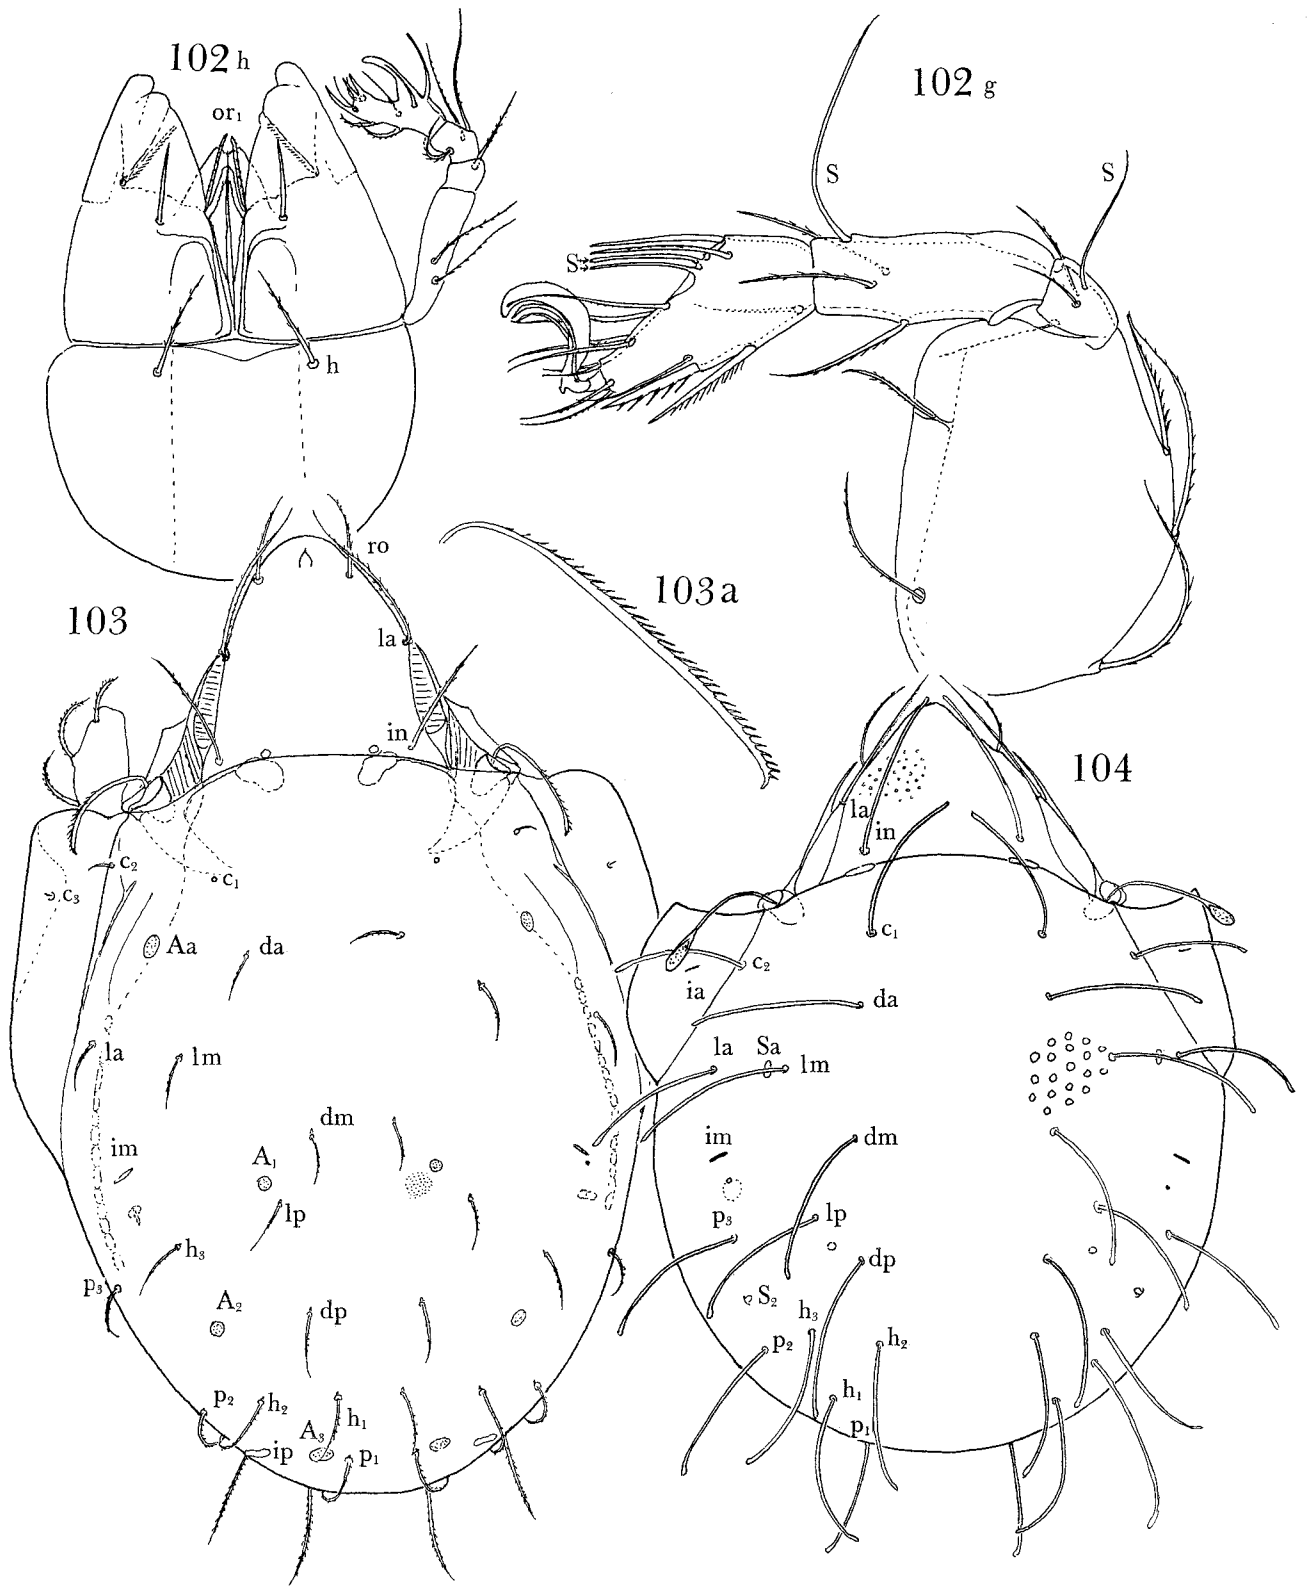 102 h
or₁
h
102 g
S
S
S
103
ro
la
in
c₂
c₁
c₃
Aa
da
la
lm
dm
im
A₁
lp
h₃
p₃
A₂
dp
p₂
h₂
A₃
h₁
ip
p₁
103 a
104
la
in
c₁
c₂
ia
da
la
Sa
lm
im
dm
p₃
lp
dp
S₂
h₃
p₂
h₂
h₁
p₁